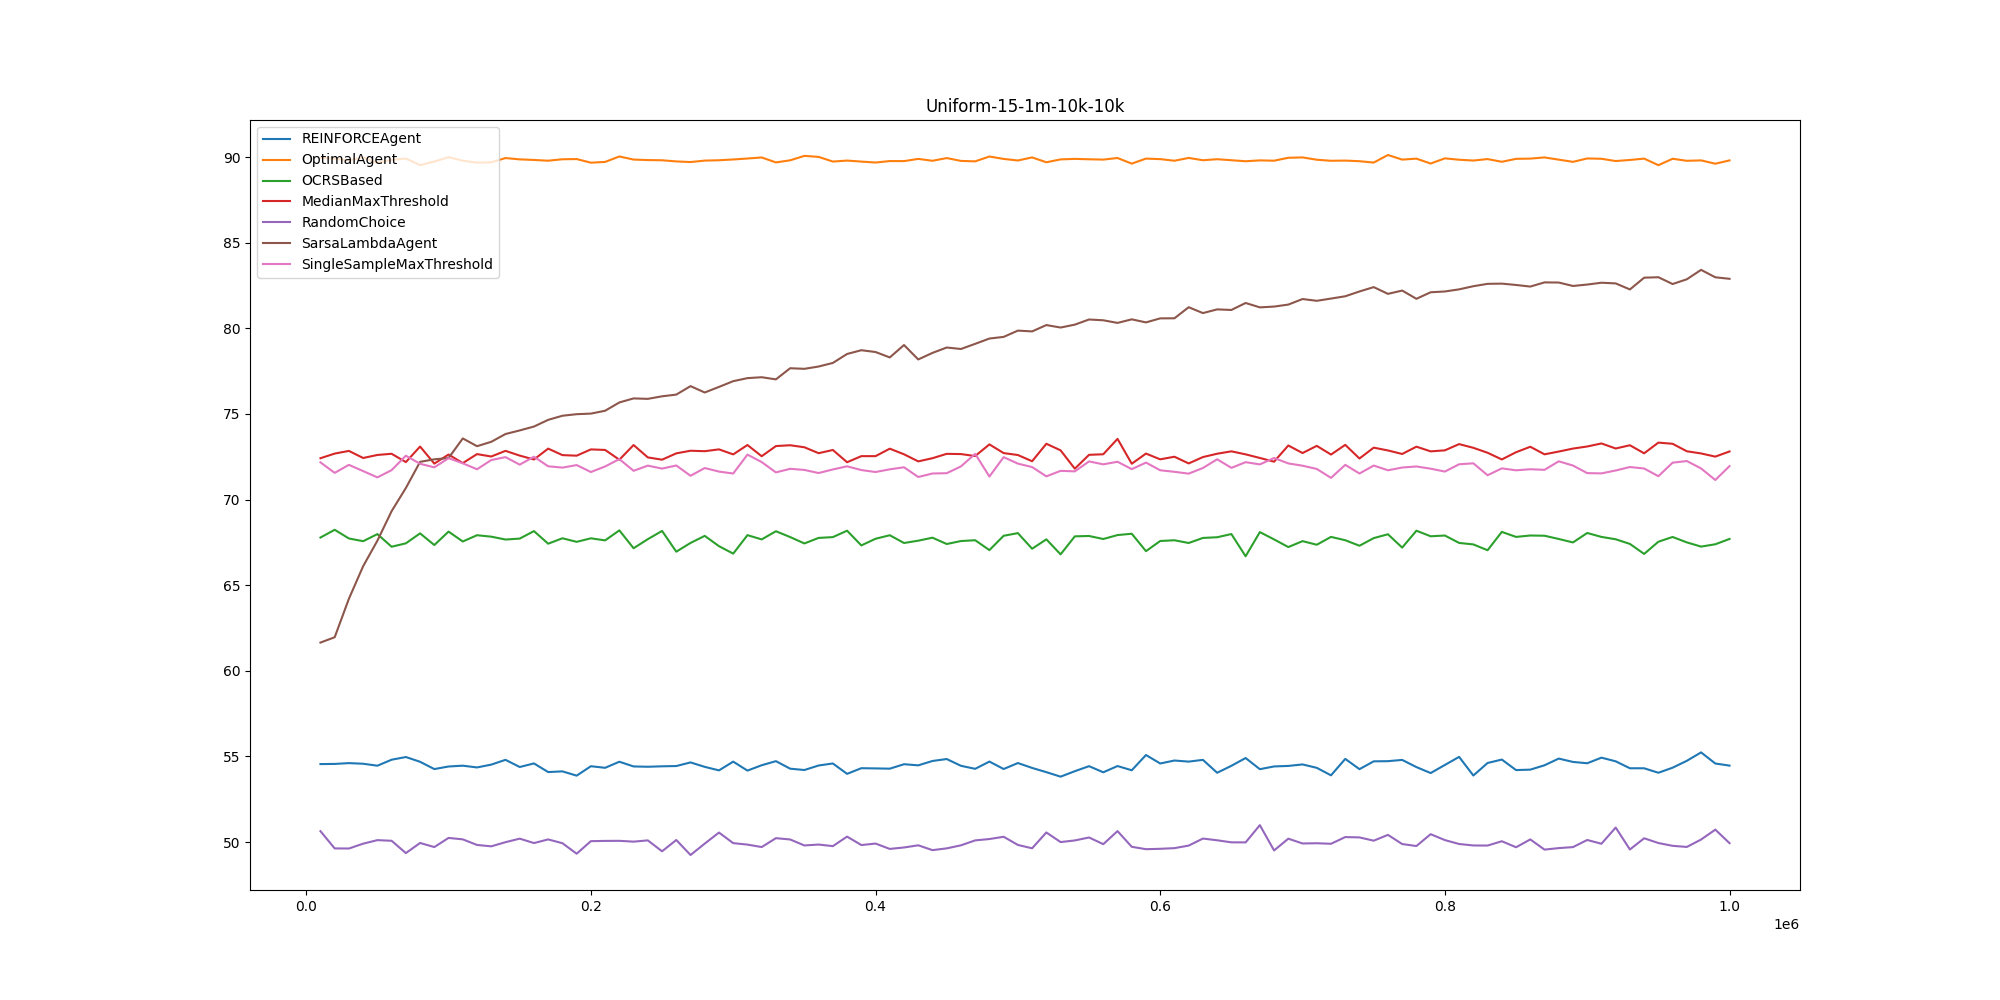 Uniform-15-1m-10k-10k
REINFORCEAgent
OptimalAgent
OCRSBased
MedianMaxThreshold
RandomChoice
SarsaLambdaAgent
SingleSampleMaxThreshold
90
85
80
75
70
65
60
55
50
0.0 0.2 0.4 0.6 0.8 1.0
1e6